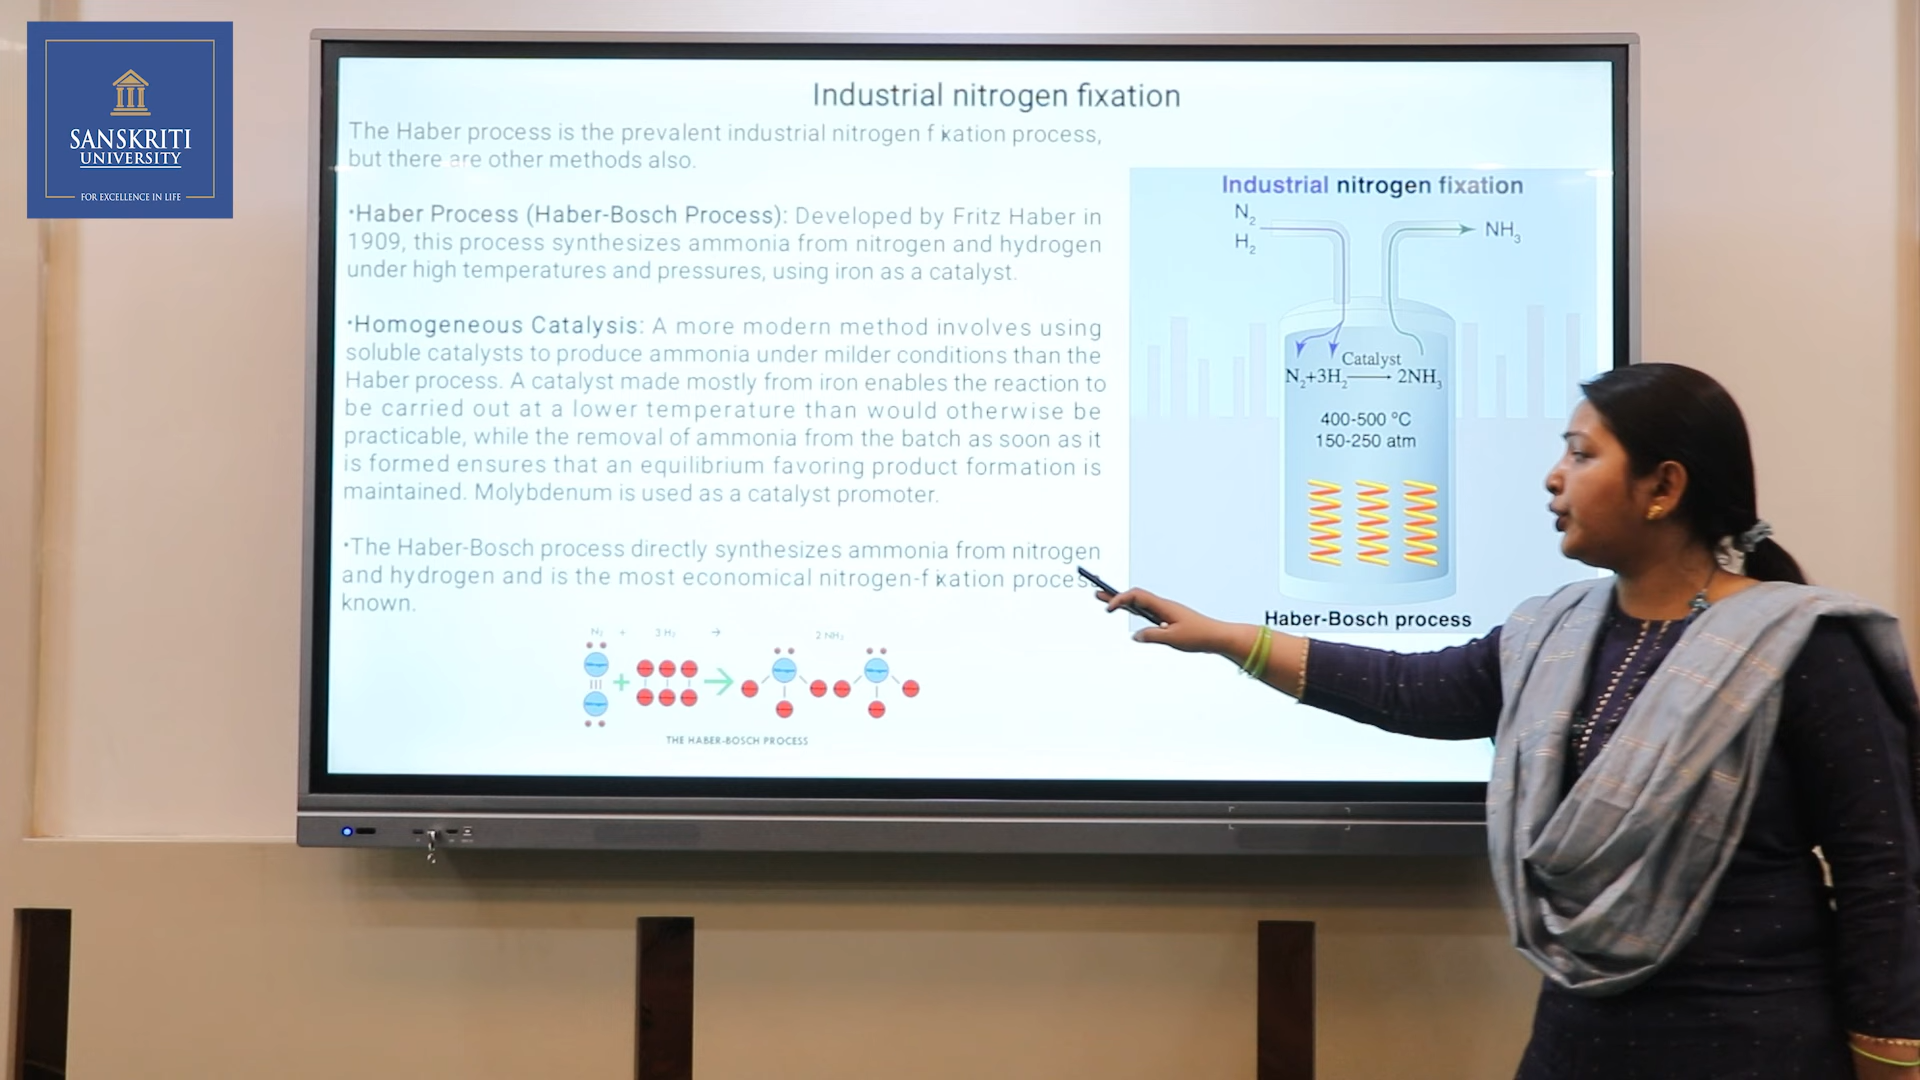 SANSKRITI
UNIVERSITY
FOR EXCELLENCE IN LIFE
Industrial nitrogen fixation
The Haber process is the prevalent industrial nitrogen fixation process,
but there are other methods also.
•Haber Process (Haber-Bosch Process): Developed by Fritz Haber in
1909, this process synthesizes ammonia from nitrogen and hydrogen
under high temperatures and pressures, using iron as a catalyst.
•Homogeneous Catalysis: A more modern method involves using
soluble catalysts to produce ammonia under milder conditions than the
Haber process. A catalyst made mostly from iron enables the reaction to
be carried out at a lower temperature than would otherwise be
practicable, while the removal of ammonia from the batch as soon as it
is formed ensures that an equilibrium favoring product formation is
maintained. Molybdenum is used as a catalyst promoter.
•The Haber-Bosch process directly synthesizes ammonia from nitrogen
and hydrogen and is the most economical nitrogen-fixation process
known.
N₂ + 3 H₂ → 2 NH₃
THE HABER-BOSCH PROCESS
Industrial nitrogen fixation
N₂
H₂
NH₃
Catalyst
N₂+3H₂ → 2NH₃
400-500 ºC
150-250 atm
Haber-Bosch process